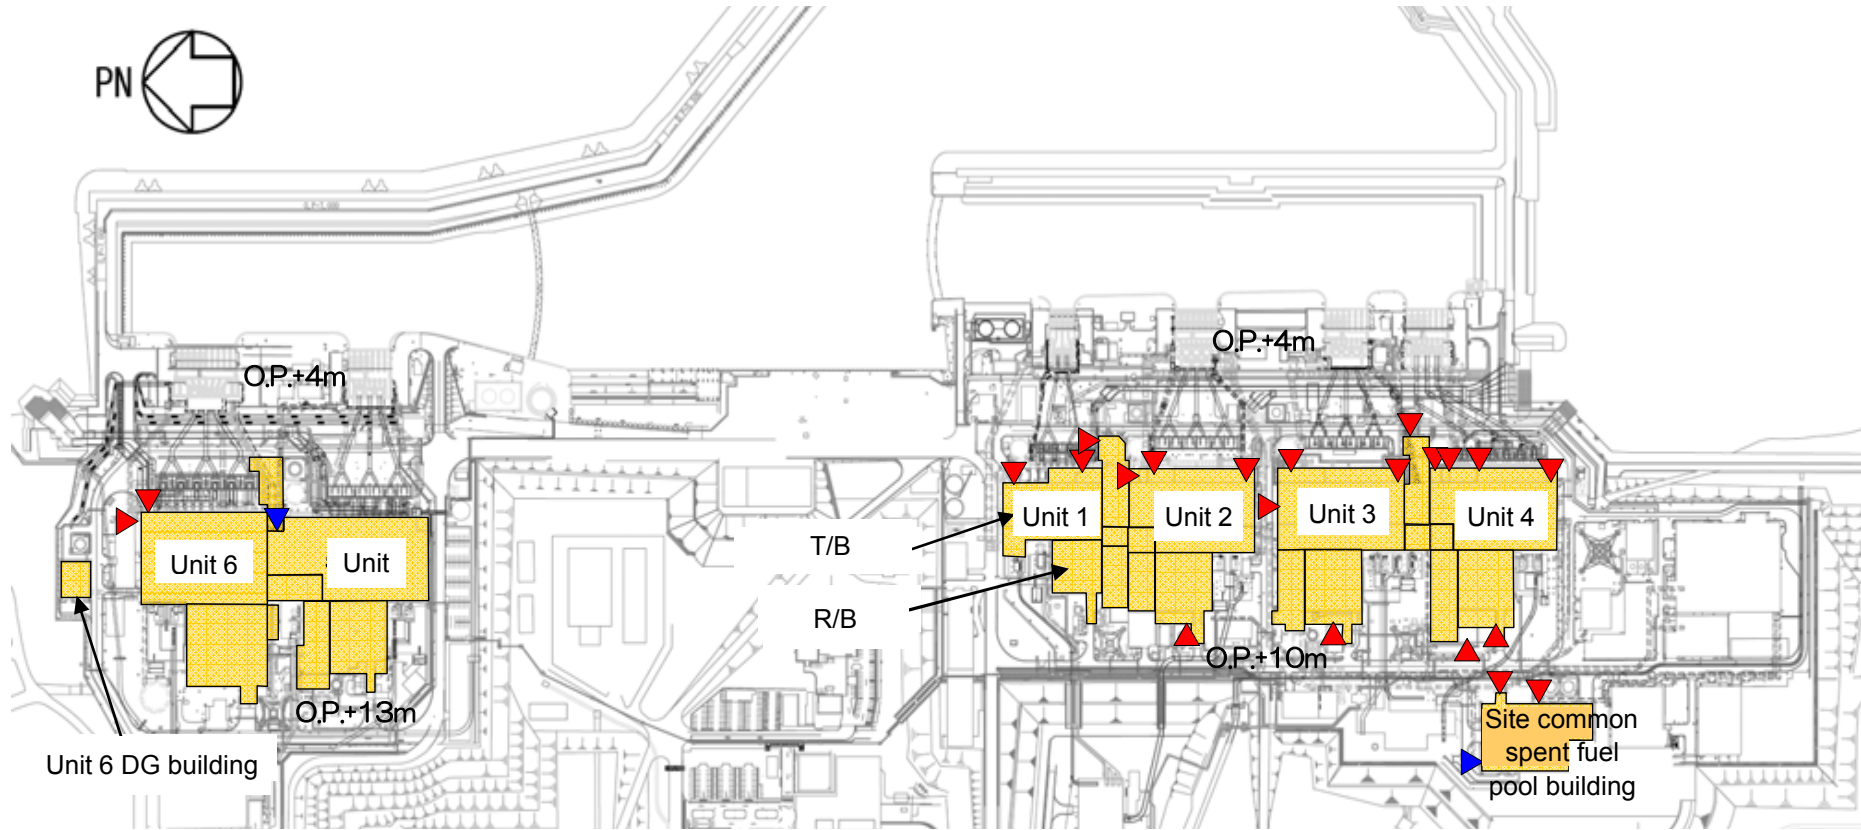 PN
O.P.+4m
O.P.+4m
Unit 6
Unit
Unit 1
Unit 2
Unit 3
Unit 4
T/B
R/B
O.P.+10m
O.P.+13m
Unit 6 DG building
Site common
spent fuel
pool building